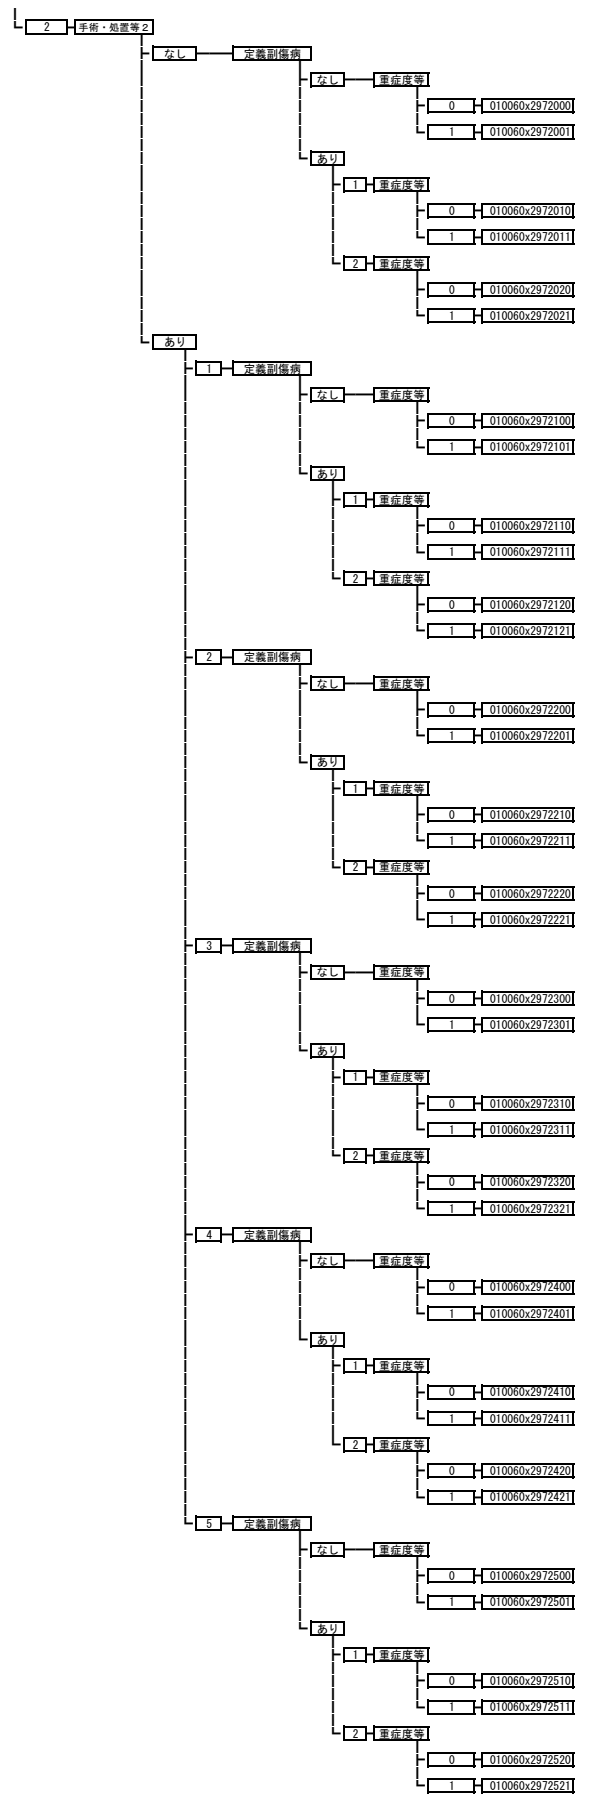 2 手術・処置等２
なし 定義副傷病
なし 重症度等
0 010060x2972000
1 010060x2972001
あり
1 重症度等
0 010060x2972010
1 010060x2972011
2 重症度等
0 010060x2972020
1 010060x2972021
あり
1 定義副傷病
なし 重症度等
0 010060x2972100
1 010060x2972101
あり
1 重症度等
0 010060x2972110
1 010060x2972111
2 重症度等
0 010060x2972120
1 010060x2972121
2 定義副傷病
なし 重症度等
0 010060x2972200
1 010060x2972201
あり
1 重症度等
0 010060x2972210
1 010060x2972211
2 重症度等
0 010060x2972220
1 010060x2972221
3 定義副傷病
なし 重症度等
0 010060x2972300
1 010060x2972301
あり
1 重症度等
0 010060x2972310
1 010060x2972311
2 重症度等
0 010060x2972320
1 010060x2972321
4 定義副傷病
なし 重症度等
0 010060x2972400
1 010060x2972401
あり
1 重症度等
0 010060x2972410
1 010060x2972411
2 重症度等
0 010060x2972420
1 010060x2972421
5 定義副傷病
なし 重症度等
0 010060x2972500
1 010060x2972501
あり
1 重症度等
0 010060x2972510
1 010060x2972511
2 重症度等
0 010060x2972520
1 010060x2972521